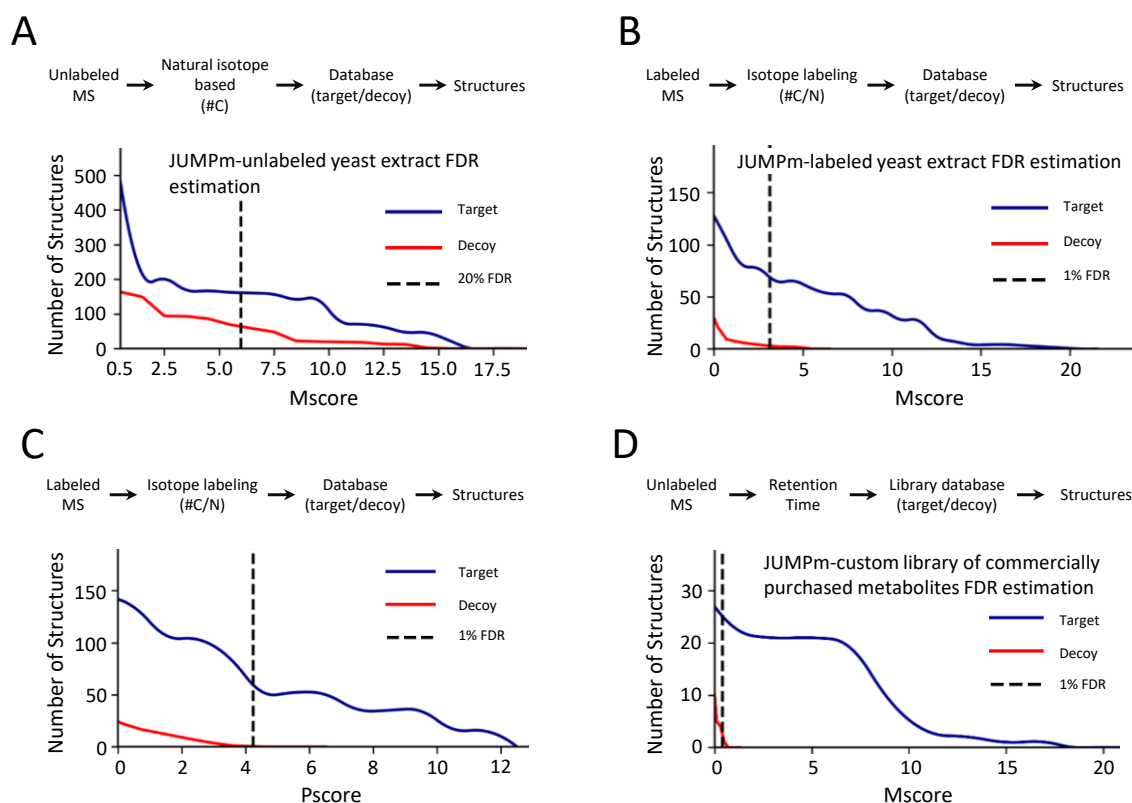 A
Unlabeled
MS
Natural isotope
based
(#C)
Database
(target/decoy)
Structures
JUMPm-unlabeled yeast extract FDR
estimation
Number of Structures
500
400
300
200
100
0
Target
Decoy
20% FDR
0.5
2.5
5.0
7.5
10.0
12.5
15.0
17.5
Mscore
B
Labeled
MS
Isotope labeling
(#C/N)
Database
(target/decoy)
Structures
JUMPm-labeled yeast extract FDR estimation
Number of Structures
150
100
50
0
Target
Decoy
1% FDR
0
5
10
15
20
Mscore
C
Labeled
MS
Isotope labeling
(#C/N)
Database
(target/decoy)
Structures
Number of Structures
150
100
50
0
Target
Decoy
1% FDR
0
2
4
6
8
10
12
Pscore
D
Unlabeled
MS
Retention
Time
Library database
(target/decoy)
Structures
JUMPm-custom library of commercially
purchased metabolites FDR estimation
Number of Structures
30
20
10
0
Target
Decoy
1% FDR
0
5
10
15
20
Mscore